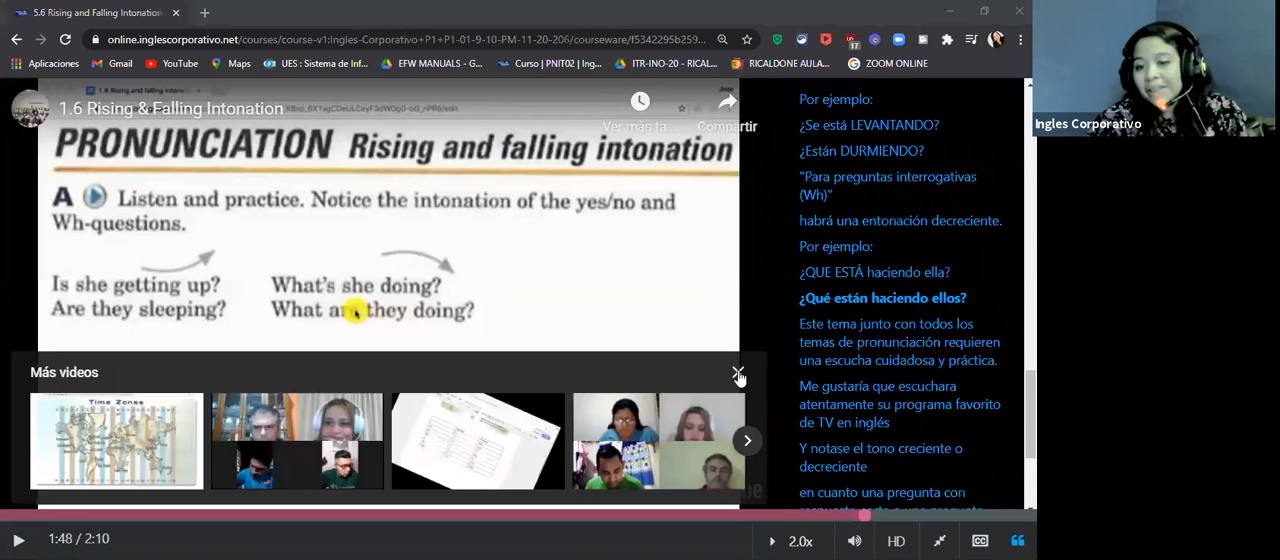 5.6 Rising and Falling Intonation
online.inglescorporativo.net/courses/course-v1:Ingles-Corporativo+P1+P1-01-9-10-PM-11-20-206/courseware/f5342295b259...
17
Aplicaciones
Gmail
YouTube
Maps
UES : Sistema de Inf...
EFW MANUALS - G...
Curso | PNIT02 | Ing...
ITR-INO-20 - RICAL...
RICALDONE AULA...
ZOOM ONLINE
Ingles Corporativo
1.6 Rising & Falling Intonation
Ver más ta...
Compartir
PRONUNCIATION Rising and falling intonation
A Listen and practice. Notice the intonation of the yes/no and
Wh-questions.
Is she getting up?
What's she doing?
Are they sleeping?
What are they doing?
Más videos
Time Zones
Por ejemplo:
¿Se está LEVANTANDO?
¿Están DURMIENDO?
"Para preguntas interrogativas
(Wh)"
habrá una entonación decreciente.
Por ejemplo:
¿QUE ESTÁ haciendo ella?
¿Qué están haciendo ellos?
Este tema junto con todos los
temas de pronunciación requieren
una escucha cuidadosa y práctica.
Me gustaría que escuchara
atentamente su programa favorito
de TV en inglés
Y notase el tono creciente o
decreciente
en cuanto una pregunta con
1:48 / 2:10
2.0x
HD
CC